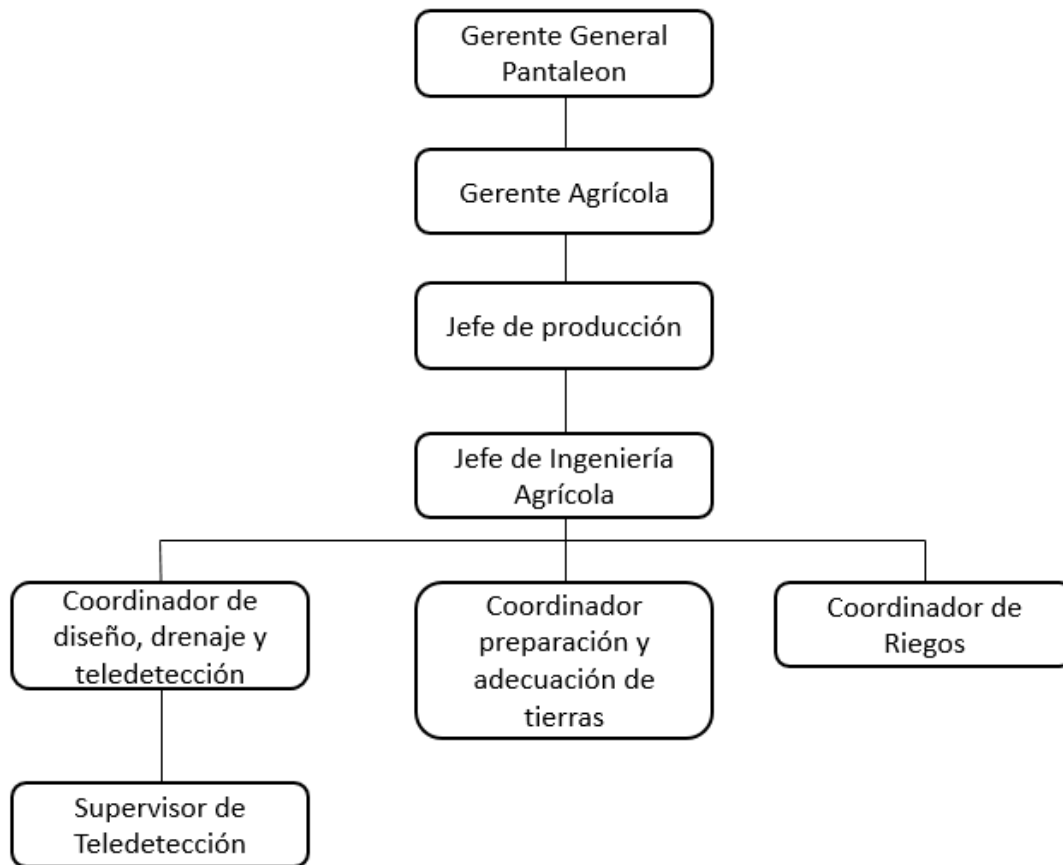 Gerente General
Pantaleon
Gerente Agrícola
Jefe de producción
Jefe de Ingeniería
Agrícola
Coordinador de
diseño, drenaje y
teledetección
Coordinador
preparación y
adecuación de
tierras
Coordinador de
Riegos
Supervisor de
Teledetección